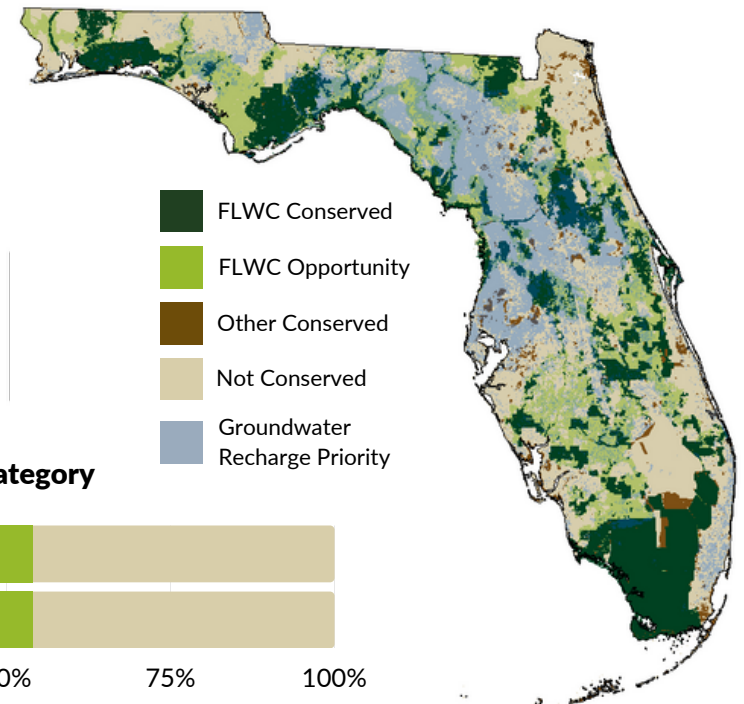 FLWC Conserved
FLWC Opportunity
Other Conserved
Not Conserved
Groundwater
Recharge Priority
ategory
0%
75%
100%